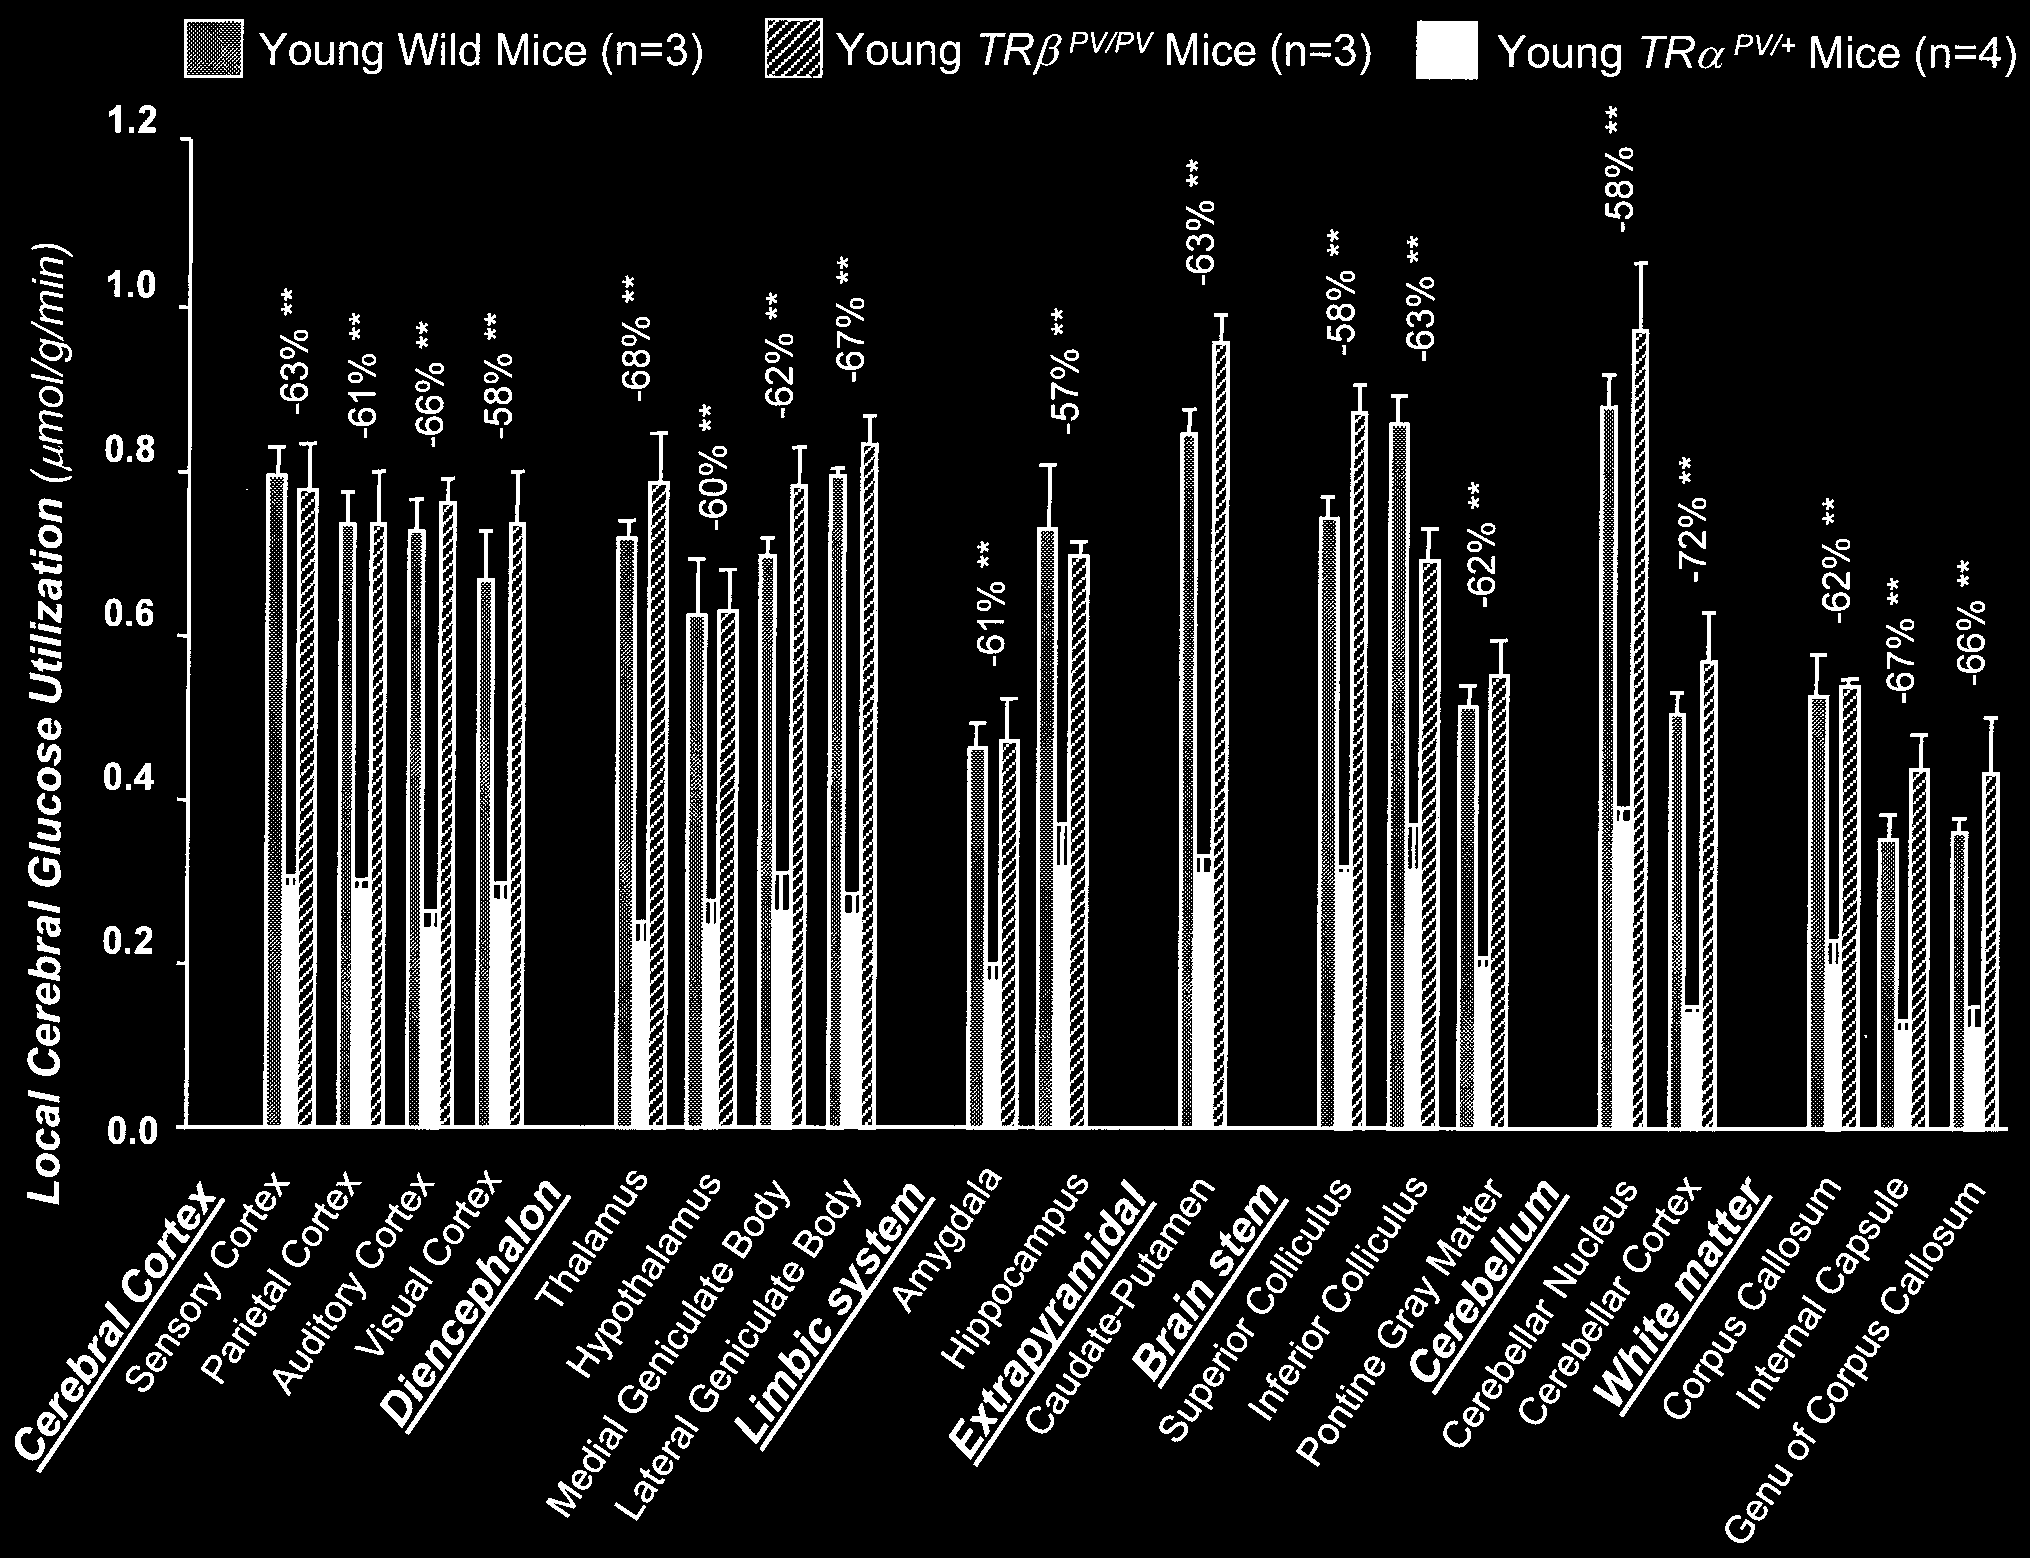 Young Wild Mice (n=3)
Young TRβ PV/PV Mice (n=3)
Young TRα PV/+ Mice (n=4)
Local Cerebral Glucose Utilization (μmol/g/min)
1.2
1.0
0.8
0.6
0.4
0.2
0.0
-63% **
-61% **
-66% **
-58% **
-68% **
-60% **
-62% **
-67% **
-61% **
-57% **
-63% **
-58% **
-63% **
-62% **
-58% **
-72% **
-62% **
-67% **
-66% **
Cerebral Cortex
Sensory Cortex
Parietal Cortex
Auditory Cortex
Visual Cortex
Diencephalon
Thalamus
Hypothalamus
Medial Geniculate Body
Lateral Geniculate Body
Limbic system
Amygdala
Hippocampus
Extrapyramidal
Caudate-Putamen
Brain stem
Superior Colliculus
Inferior Colliculus
Pontine Gray Matter
Cerebellum
Cerebellar Nucleus
Cerebellar Cortex
White matter
Corpus Callosum
Internal Capsule
Genu of Corpus Callosum